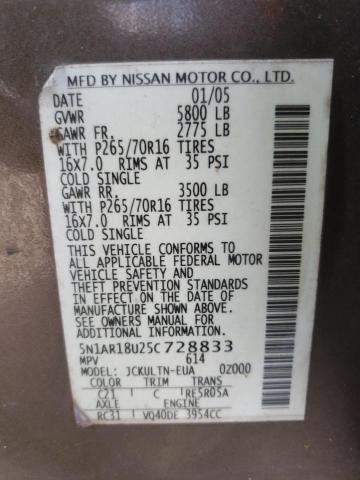 MFD BY NISSAN MOTOR CO., LTD.
DATE 01/05
GVWR 5800 LB
GAWR FR. 2775 LB
WITH P265/70R16 TIRES
16X7.0 RIMS AT 35 PSI
COLD SINGLE
GAWR RR. 3500 LB
WITH P265/70R16 TIRES
16X7.0 RIMS AT 35 PSI
COLD SINGLE
THIS VEHICLE CONFORMS TO
ALL APPLICABLE FEDERAL MOTOR
VEHICLE SAFETY AND
THEFT PREVENTION STANDARDS
IN EFFECT ON THE DATE OF
MANUFACTURE SHOWN ABOVE.
SEE OWNERS MANUAL FOR
ADDITIONAL INFORMATION.
5N1AR18U25C728833
MPV 614
MODEL: JCKULTN-EUA 02000
COLOR TRIM TRANS
C21 C RE5R05A
AXLE ENGINE
RC31 VQ40DE 3954CC